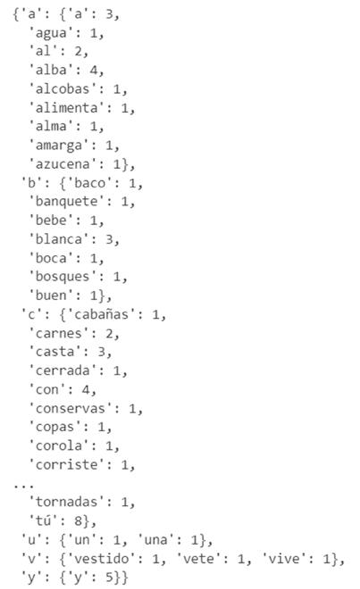 {'a': {'a': 3,
'agua': 1,
'al': 2,
'alba': 4,
'alcobas': 1,
'alimenta': 1,
'alma': 1,
'amarga': 1,
'azucena': 1},
'b': {'baco': 1,
'banquete': 1,
'bebe': 1,
'blanca': 3,
'boca': 1,
'bosques': 1,
'buen': 1},
'c': {'cabañas': 1,
'carnes': 2,
'casta': 3,
'cerrada': 1,
'con': 4,
'conservas': 1,
'copas': 1,
'corola': 1,
'corriste': 1,
...
'tornadas': 1,
'tú': 8},
'u': {'un': 1, 'una': 1},
'v': {'vestido': 1, 'vete': 1, 'vive': 1},
'y': {'y': 5}}